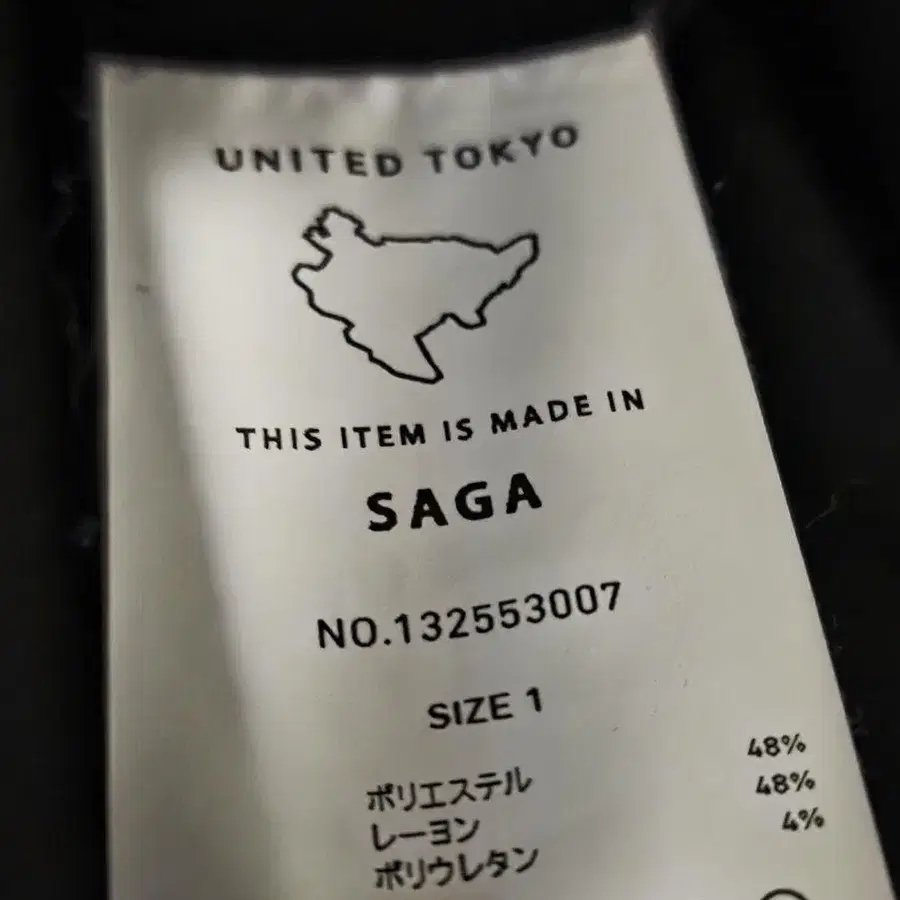 UNITED TOKYO
THIS ITEM IS MADE IN
SAGA
NO.132553007
SIZE 1
ポリエステル 48%
レーヨン 48%
ポリウレタン 4%